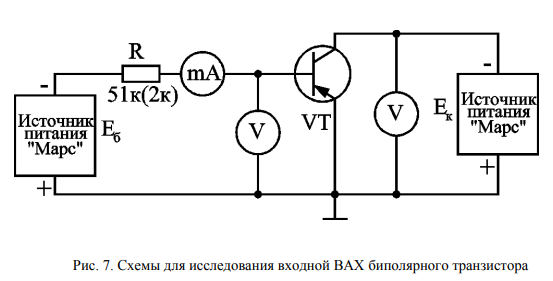 R
mA
-
-
51к(2к)
Источник
питания
"Марс"
Eб
V
VT
V
Eк
Источник
питания
"Марс"
+
+
Рис. 7. Схемы для исследования входной ВАХ биполярного транзистора